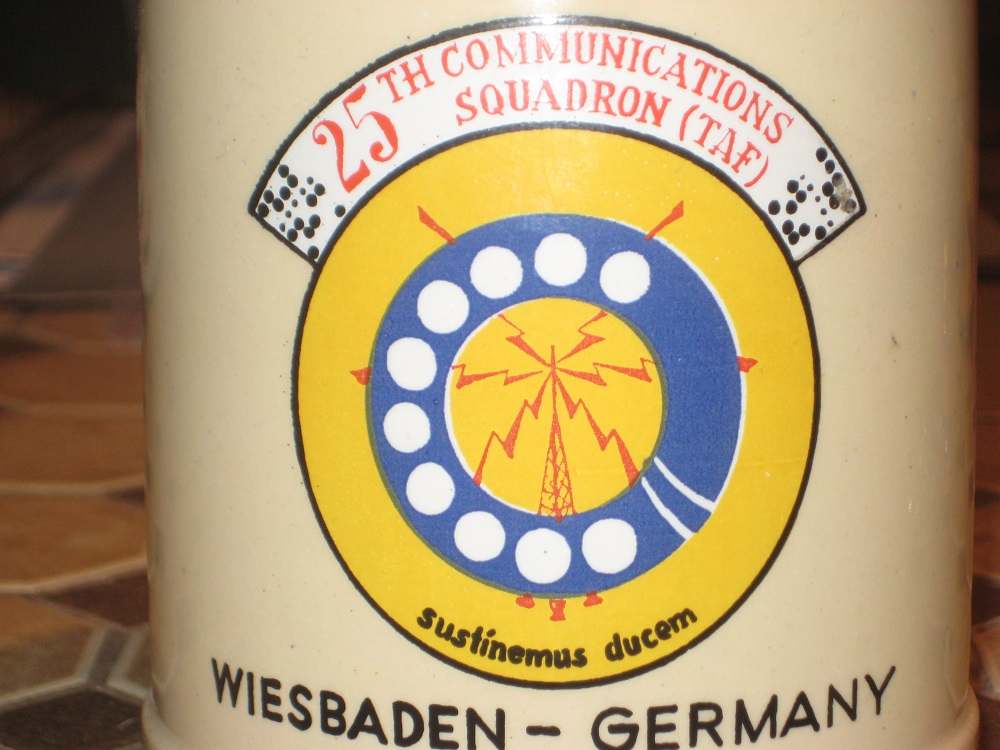 25TH COMMUNICATIONS
SQUADRON (TAF)
sustinemus ducem
WIESBADEN - GERMANY